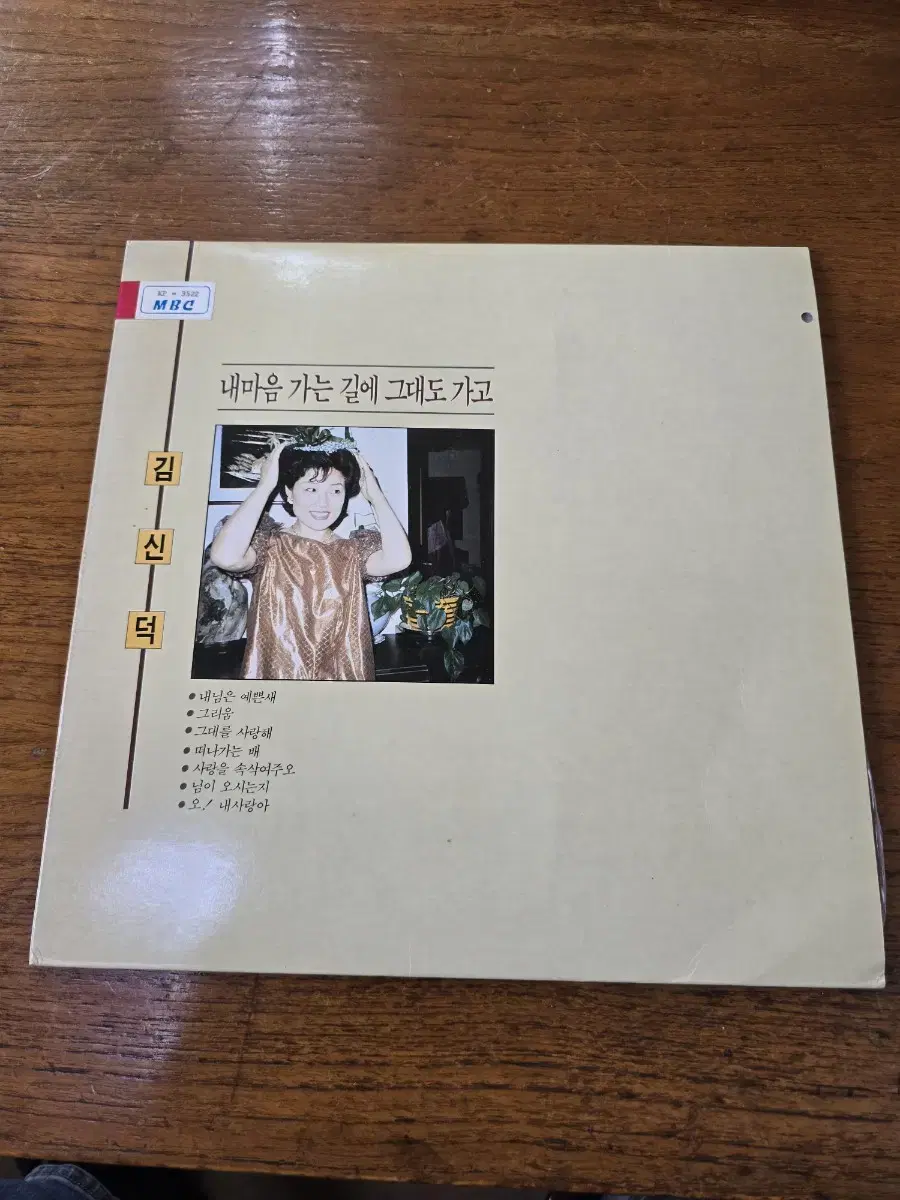 KP - 3522
MBC
내마음 가는 길에 그대도 가고
김
신
덕
• 내님은 예쁜새
• 그리움
• 그대를 사랑해
• 떠나가는 배
• 사랑을 속삭여주오
• 님이 오시는지
• 오! 내사랑아